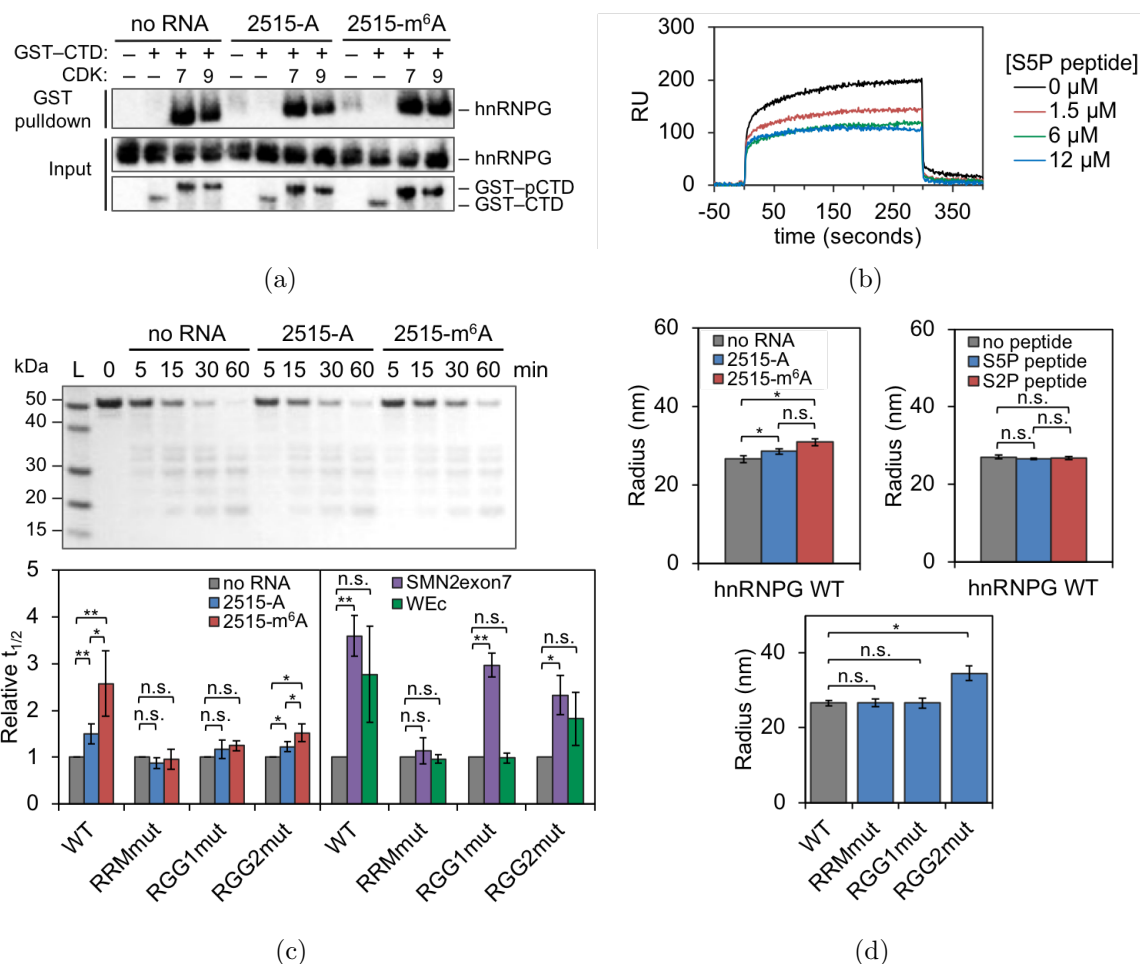 no RNA 2515-A 2515-m⁶A
GST–CTD: – + + + – + + + – + + +
CDK: 7 9 7 9 7 9
GST pulldown – hnRNPG
Input – hnRNPG
– GST–pCTD
– GST–CTD
(a)
300
200
100
0
RU
-50 50 150 250 350
time (seconds)
[S5P peptide]
0 µM
1.5 µM
6 µM
12 µM
(b)
no RNA 2515-A 2515-m⁶A
kDa L 0 5 15 30 60 5 15 30 60 5 15 30 60 min
50
40
30
20
15
5
4
3
2
1
0
Relative t1/2
no RNA
2515-A
2515-m⁶A
SMN2exon7
WEc
** ** *
n.s. n.s.
n.s. n.s.
* * *
n.s. **
n.s. n.s.
n.s. **
n.s. *
WT RRMmut RGG1mut RGG2mut WT RRMmut RGG1mut RGG2mut
(c)
60
40
20
0
Radius (nm)
no RNA
2515-A
2515-m⁶A
*
* n.s.
hnRNPG WT
60
40
20
0
Radius (nm)
no peptide
S5P peptide
S2P peptide
n.s.
n.s. n.s.
hnRNPG WT
40
20
0
Radius (nm)
*
n.s.
n.s.
WT RRMmut RGG1mut RGG2mut
(d)